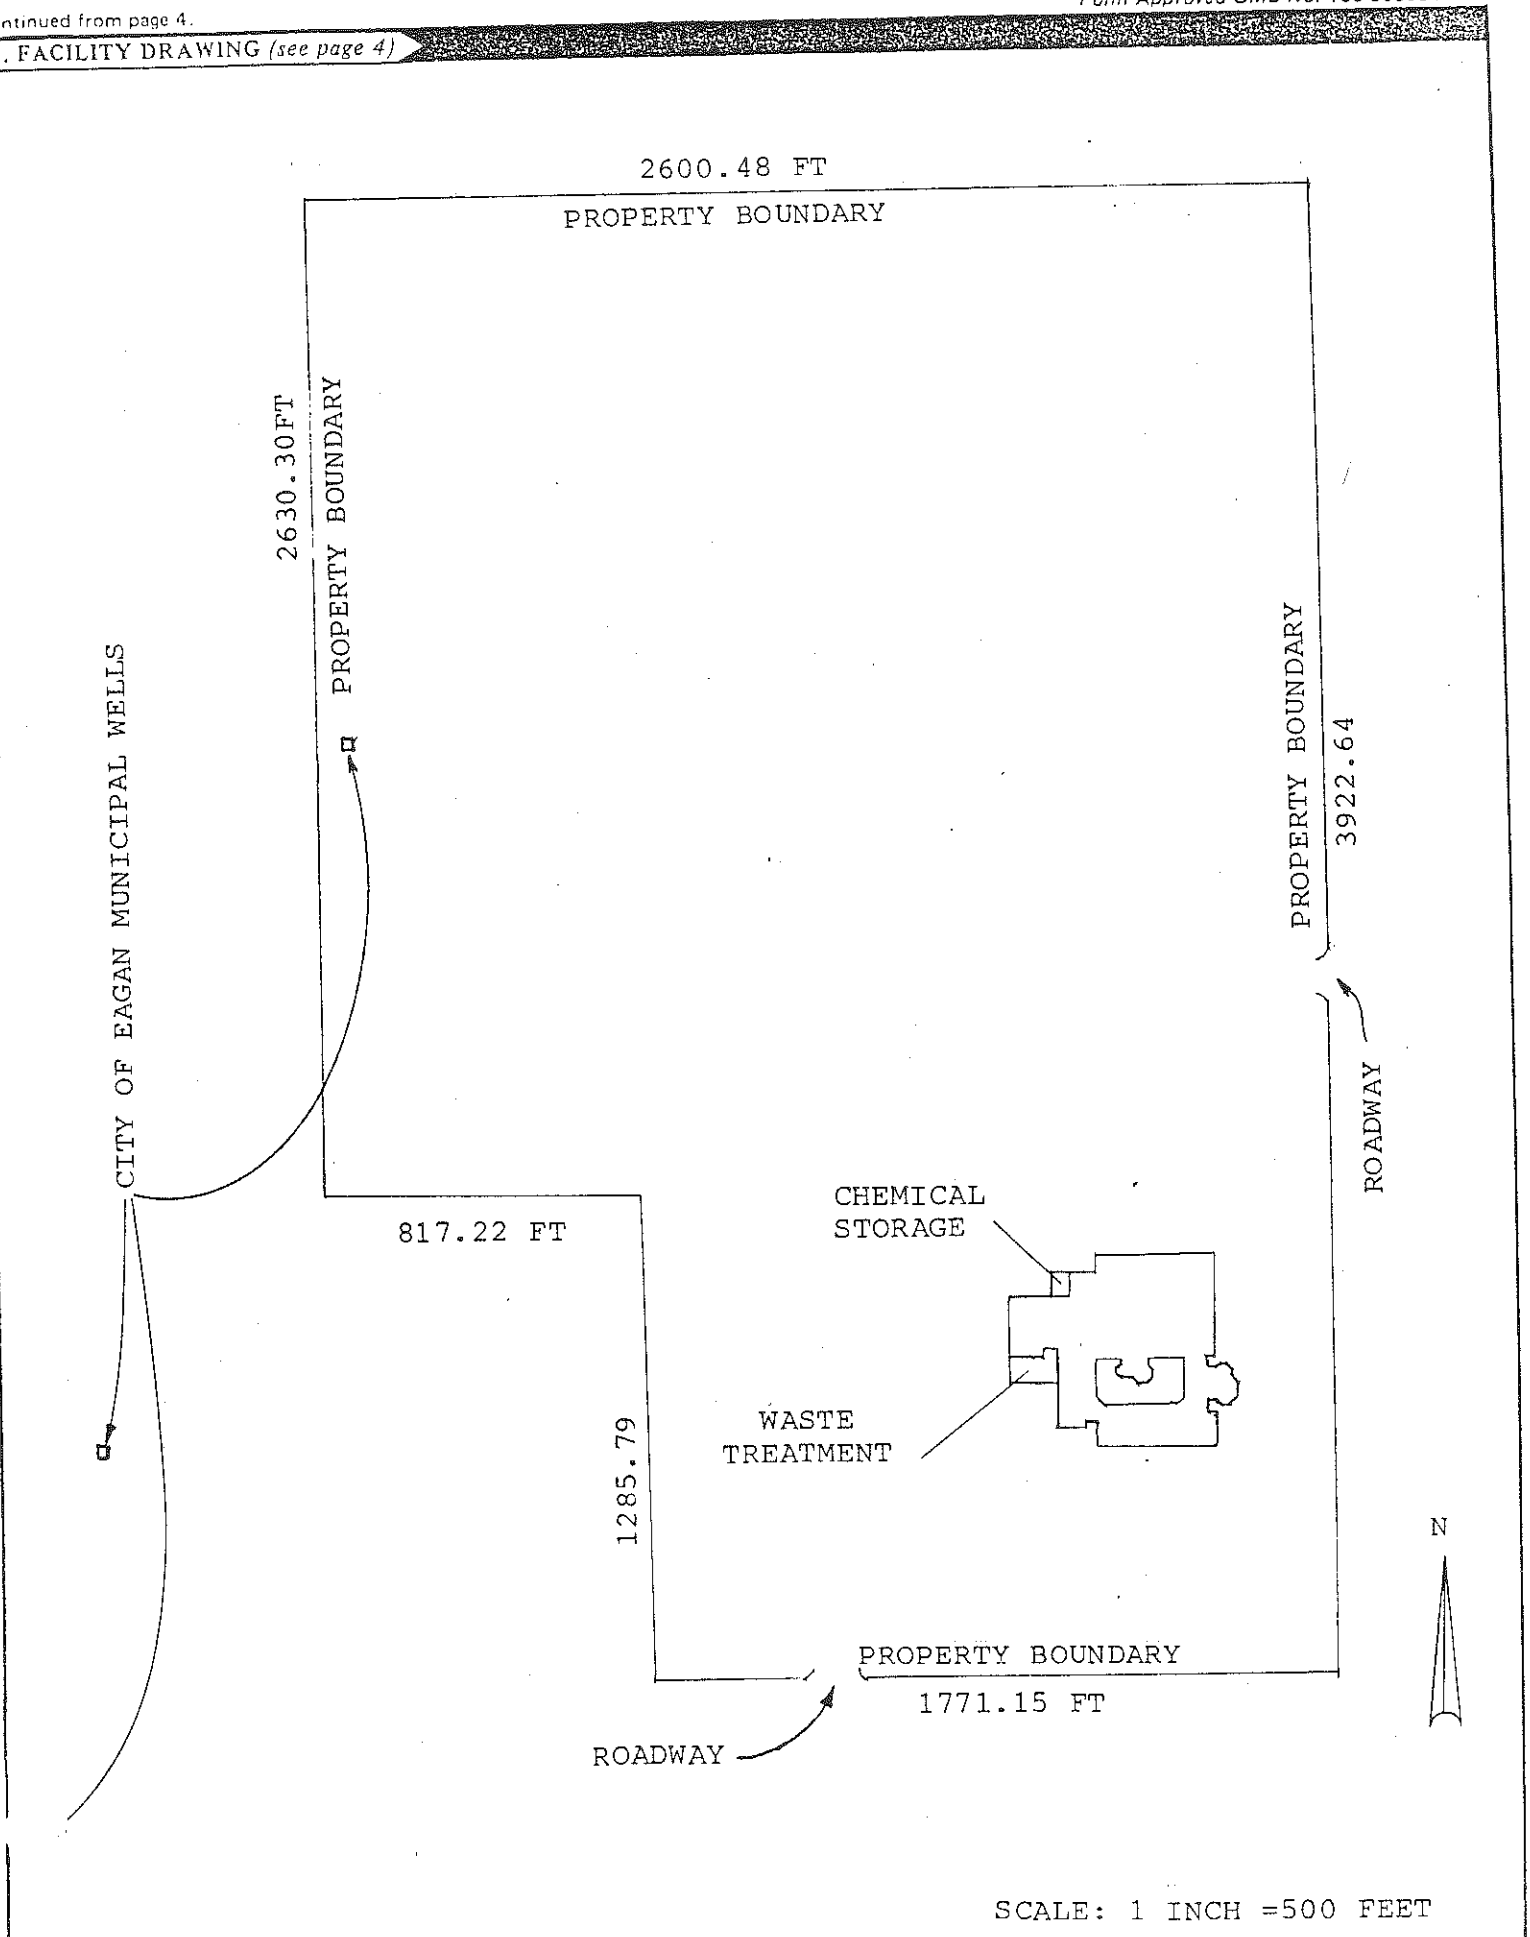 ntinued from page 4.
. FACILITY DRAWING (see page 4)
2600.48 FT
PROPERTY BOUNDARY
2630.30FT
PROPERTY BOUNDARY
CITY OF EAGAN MUNICIPAL WELLS
PROPERTY BOUNDARY
3922.64
ROADWAY
817.22 FT
CHEMICAL
STORAGE
WASTE
TREATMENT
1285.79
N
PROPERTY BOUNDARY
1771.15 FT
ROADWAY
SCALE: 1 INCH =500 FEET